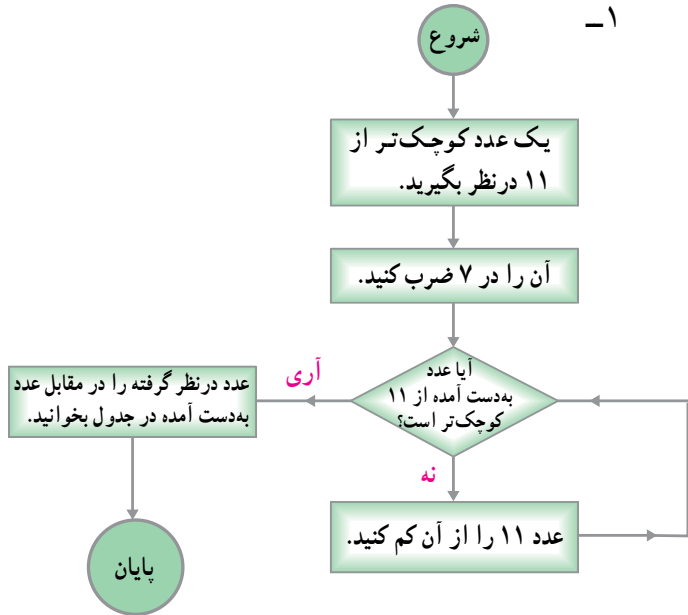 ۱ــ
شروع
یک عدد کوچک‌تر از
۱۱ درنظر بگیرید.
آن را در ۷ ضرب کنید.
آیا عدد
به‌دست آمده از ۱۱
کوچک‌تر است؟
آری
عدد درنظر گرفته را در مقابل عدد
به‌دست آمده در جدول بخوانید.
نه
عدد ۱۱ را از آن کم کنید.
پایان